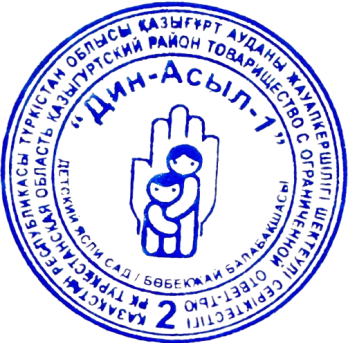 ҚАЗАҚСТАН РЕСПУБЛИКАСЫ ТҮРКІСТАН ОБЛЫСЫ ҚАЗЫҒҰРТ АУДАНЫ ЖАУАПКЕРШІЛІГІ ШЕКТЕУЛІ СЕРІКТЕСТІГІ
РК ТУРКЕСТАНСКАЯ ОБЛАСТЬ КАЗЫГУРТСКИЙ РАЙОН ТОВАРИЩЕСТВО С ОГРАНИЧЕННОЙ ОТВЕТ-ТЬЮ
"Дин-Асыл-1"
ДЕТСКИЙ ЯСЛИ САД / БӨБЕКЖАЙ БАЛАБАҚШАСЫ
2